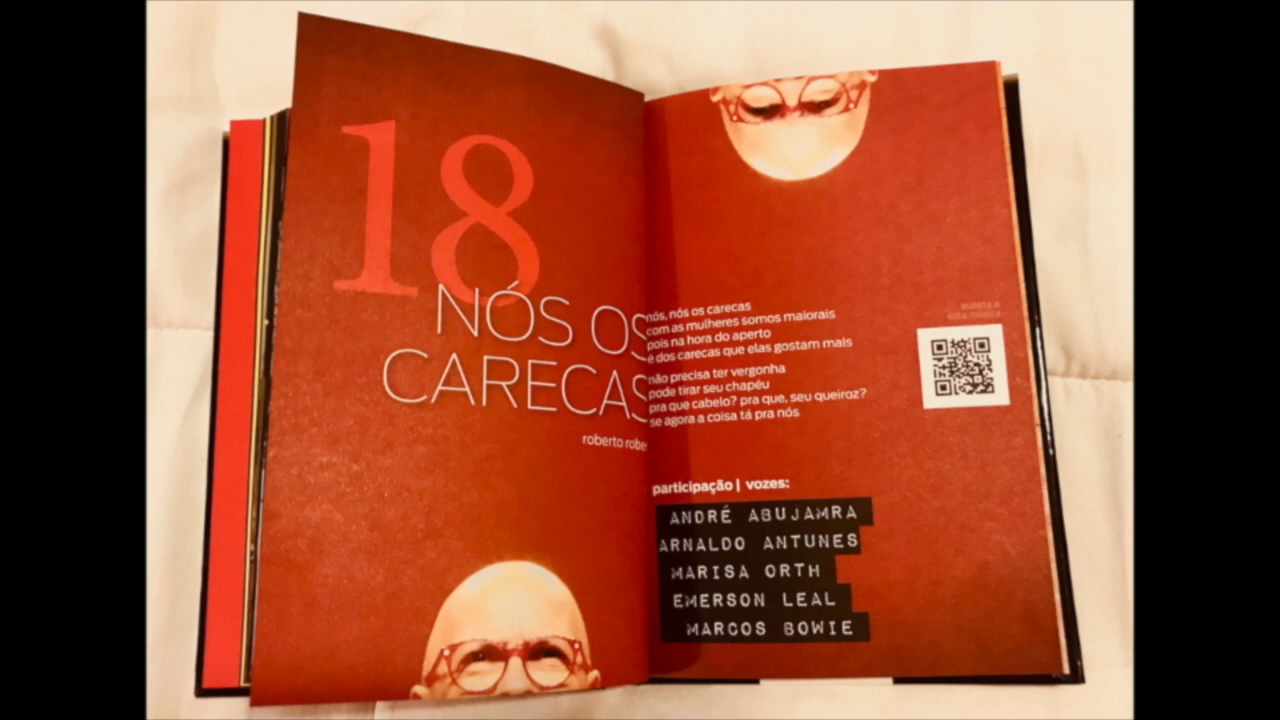 18
NÓS OS
CARECAS
roberto rober
nós, nós os carecas
com as mulheres somos maiorais
pois na hora do aperto
é dos carecas que elas gostam mais
não precisa ter vergonha
pode tirar seu chapéu
pra que cabelo? pra que, seu queiroz?
se agora a coisa tá pra nós
participação | vozes:
ANDRÉ ABUJAMRA
ARNALDO ANTUNES
MARISA ORTH
EMERSON LEAL
MARCOS BOWIE
esta música